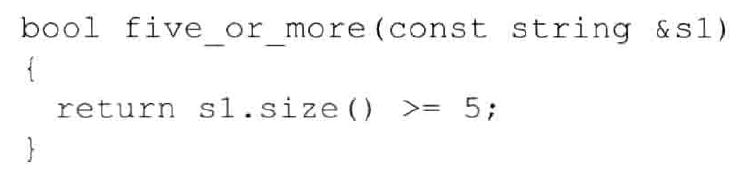 bool five_or_more(const string &s1)
{
  return s1.size() >= 5;
}